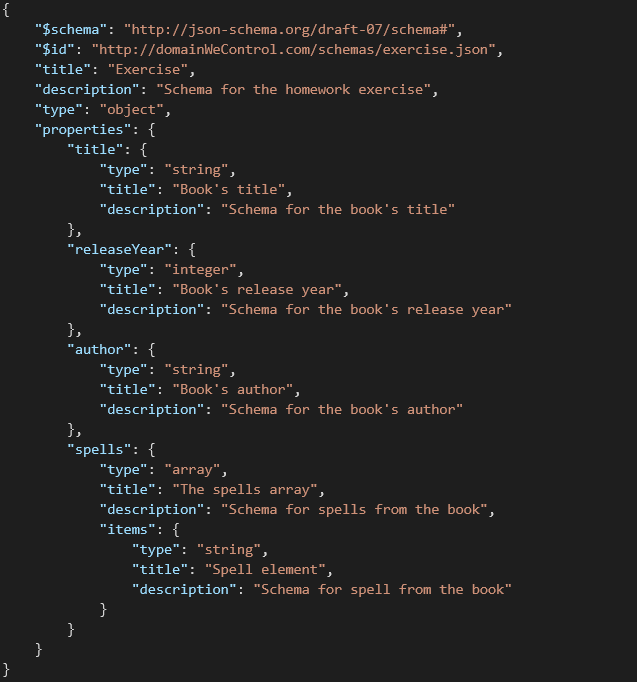 {
    "$schema": "http://json-schema.org/draft-07/schema#",
    "$id": "http://domainWeControl.com/schemas/exercise.json",
    "title": "Exercise",
    "description": "Schema for the homework exercise",
    "type": "object",
    "properties": {
        "title": {
            "type": "string",
            "title": "Book's title",
            "description": "Schema for the book's title"
        },
        "releaseYear": {
            "type": "integer",
            "title": "Book's release year",
            "description": "Schema for the book's release year"
        },
        "author": {
            "type": "string",
            "title": "Book's author",
            "description": "Schema for the book's author"
        },
        "spells": {
            "type": "array",
            "title": "The spells array",
            "description": "Schema for spells from the book",
            "items": {
                "type": "string",
                "title": "Spell element",
                "description": "Schema for spell from the book"
            }
        }
    }
}